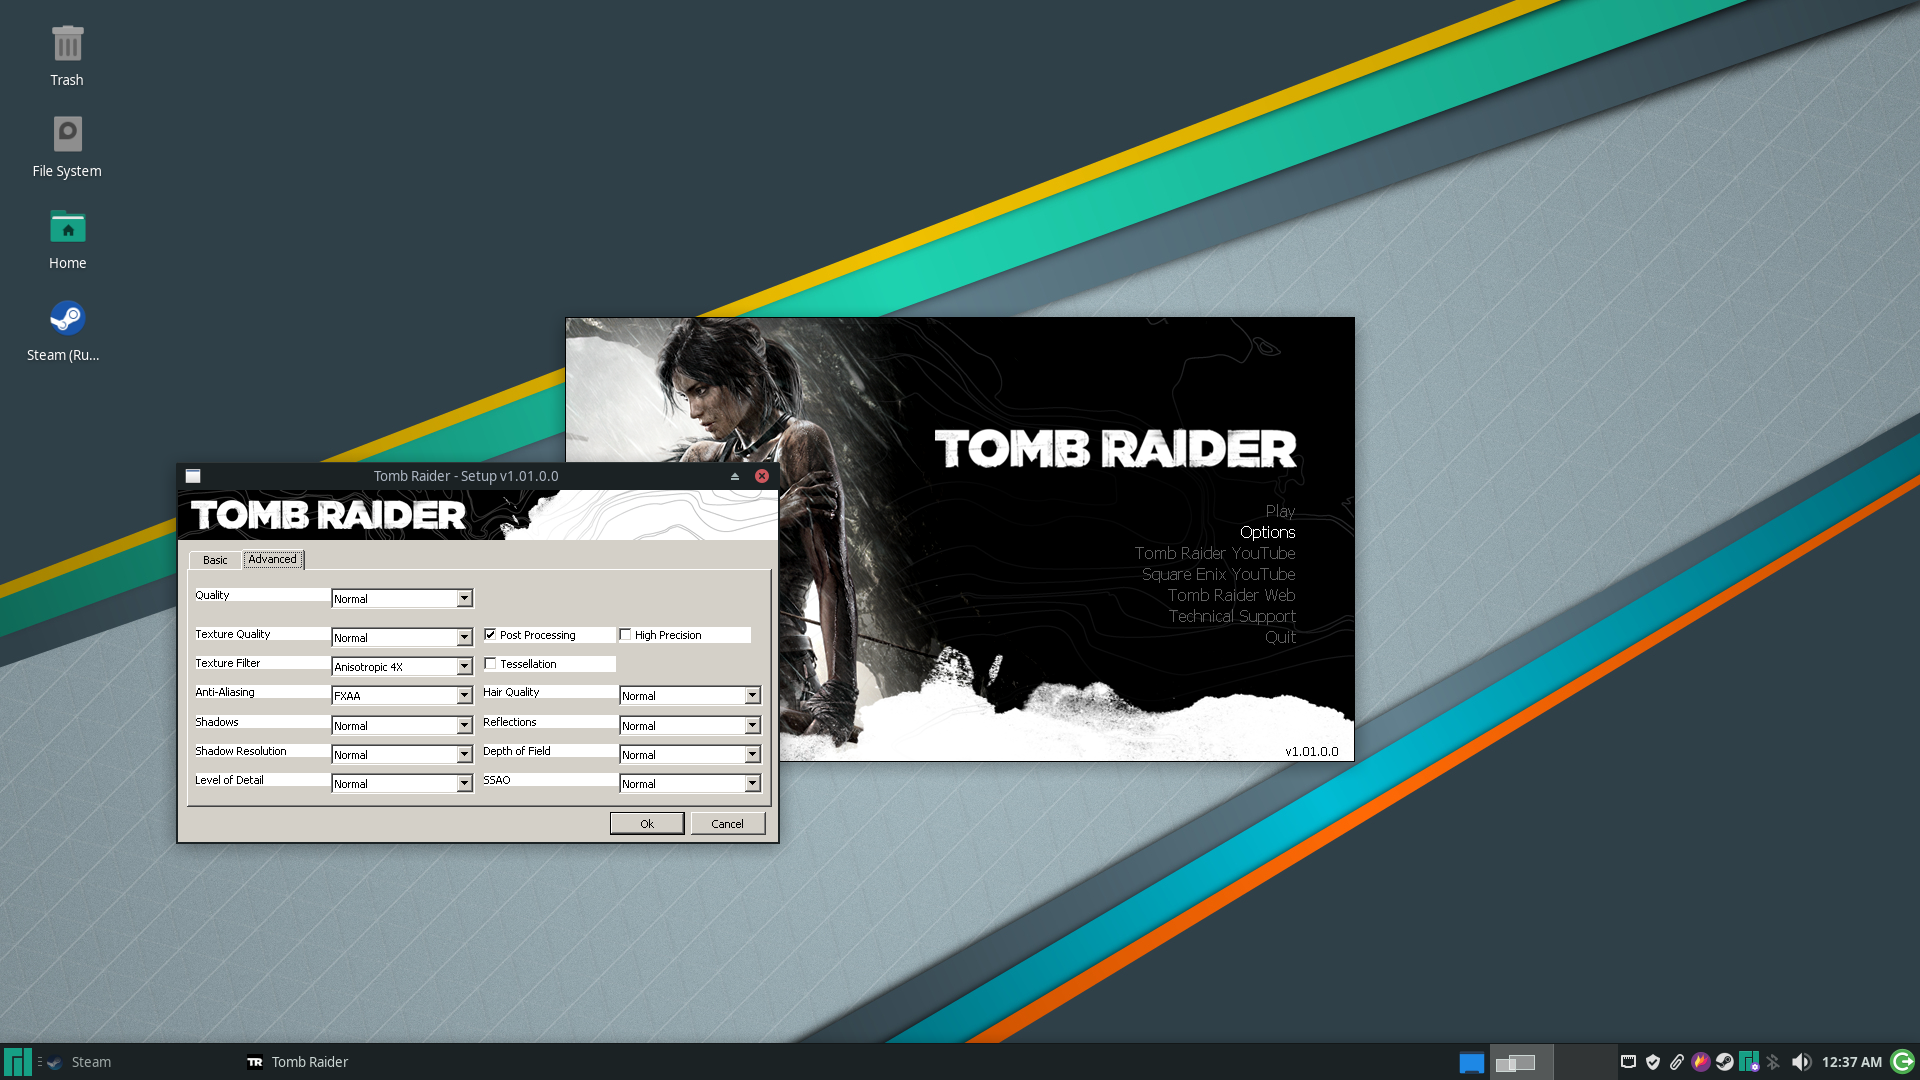 Trash
File System
Home
Steam (Ru...
TOMB RAIDER
Play
Options
Tomb Raider YouTube
Square Enix YouTube
Tomb Raider Web
Technical Support
Quit
v1.01.0.0
Tomb Raider - Setup v1.01.0.0
TOMB RAIDER
Basic Advanced
Quality Normal
Texture Quality Normal Post Processing High Precision
Texture Filter Anisotropic 4X Tessellation
Anti-Aliasing FXAA Hair Quality Normal
Shadows Normal Reflections Normal
Shadow Resolution Normal Depth of Field Normal
Level of Detail Normal SSAO Normal
Ok Cancel
Steam TR Tomb Raider 12:37 AM